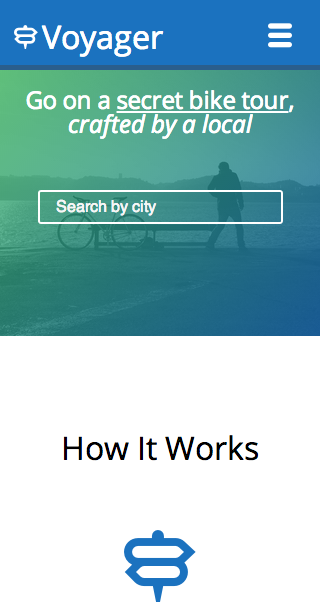 Voyager
Go on a secret bike tour,
crafted by a local
Search by city
How It Works